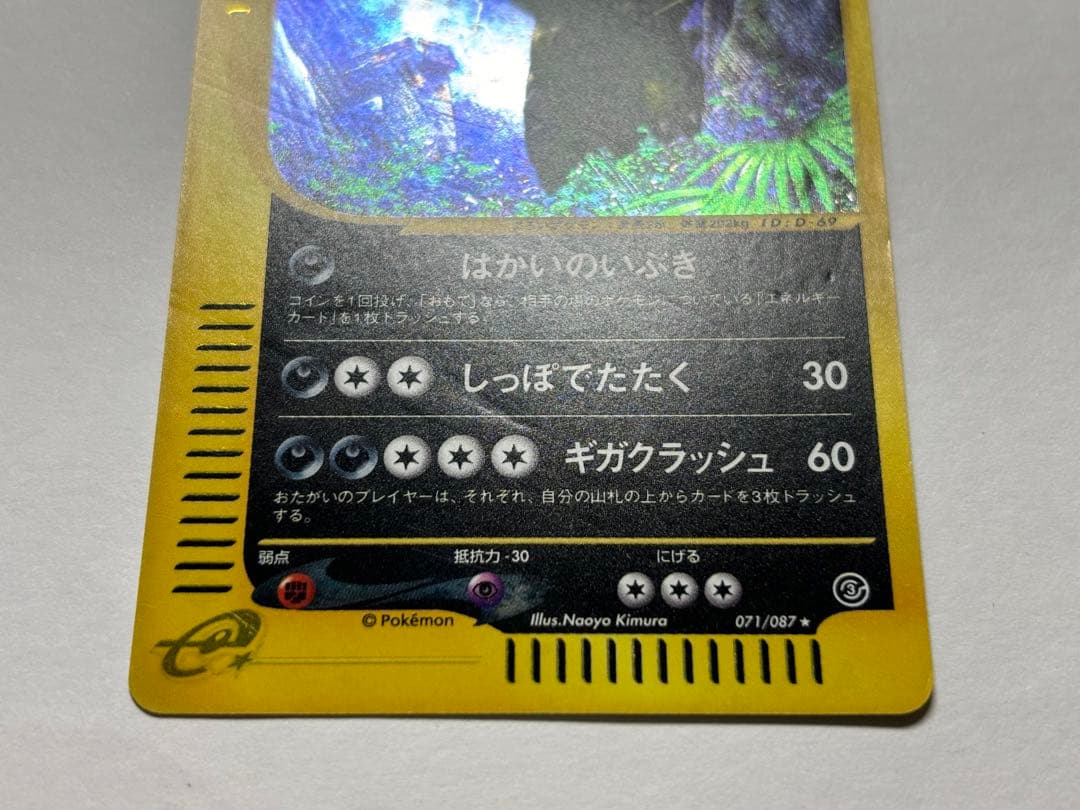 ID:D-69
はかいのいぶき
コインを1回投げ、「おもて」なら、相手の場のポケモンについている「エネルギー
カード」を1枚トラッシュする。
しっぽでたたく 30
ギガクラッシュ 60
おたがいのプレイヤーは、それぞれ、自分の山札の上からカードを3枚トラッシュ
する。
弱点 抵抗力 -30 にげる
3
© Pokémon Illus.Naoyo Kimura 071/087 ★
e